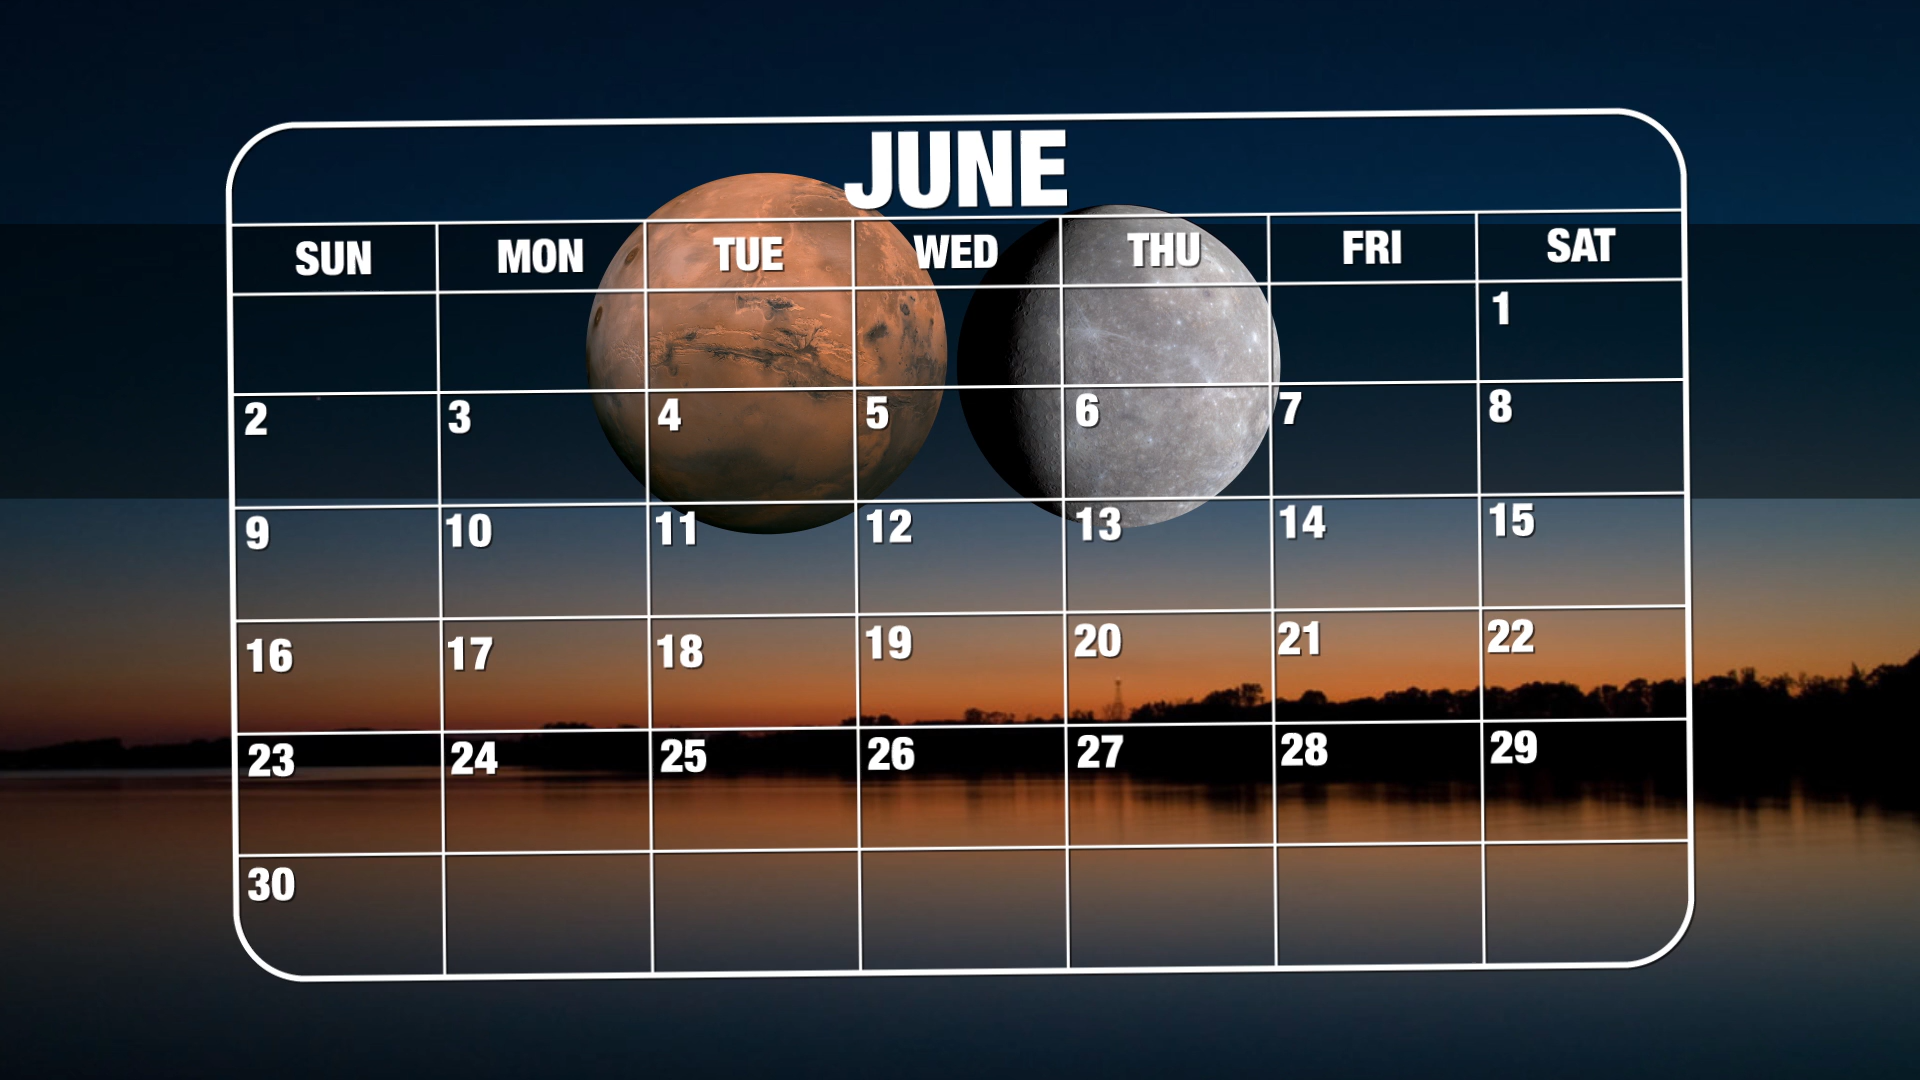 JUNE
SUN MON TUE WED THU FRI SAT
1
2 3 4 5 6 7 8
9 10 11 12 13 14 15
16 17 18 19 20 21 22
23 24 25 26 27 28 29
30